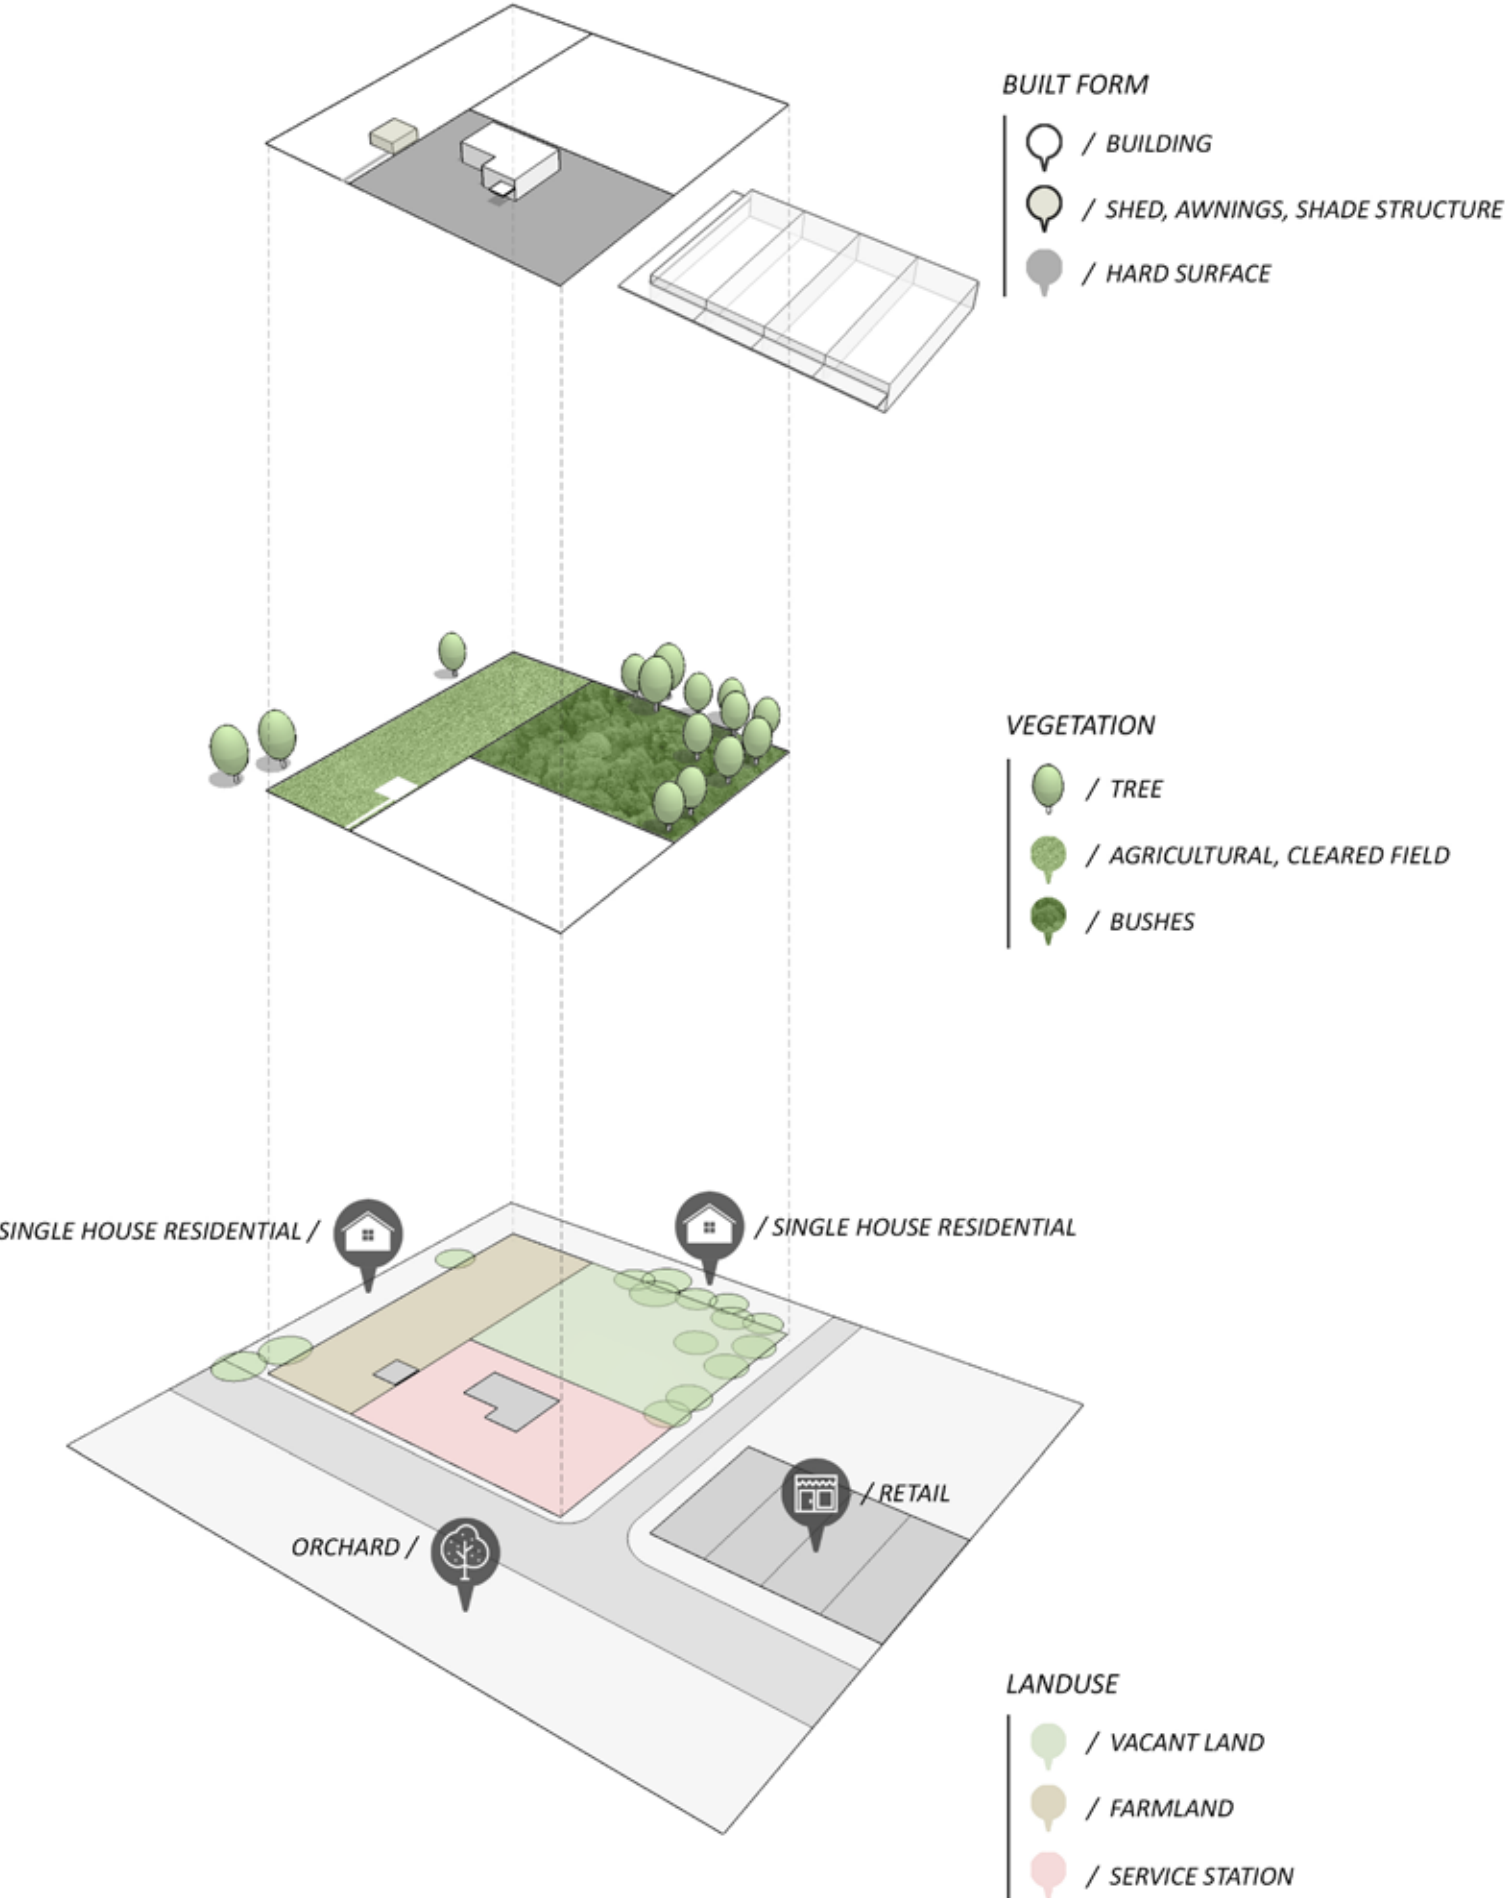 BUILT FORM
/ BUILDING
/ SHED, AWNINGS, SHADE STRUCTURE
/ HARD SURFACE
VEGETATION
/ TREE
/ AGRICULTURAL, CLEARED FIELD
/ BUSHES
SINGLE HOUSE RESIDENTIAL /
/ SINGLE HOUSE RESIDENTIAL
/ RETAIL
ORCHARD /
LANDUSE
/ VACANT LAND
/ FARMLAND
/ SERVICE STATION